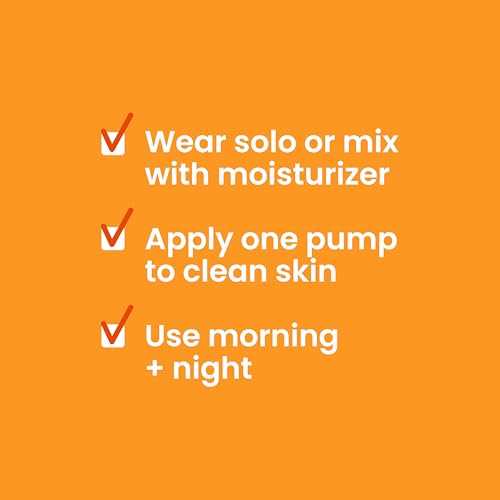 Wear solo or mix
with moisturizer
Apply one pump
to clean skin
Use morning
+ night